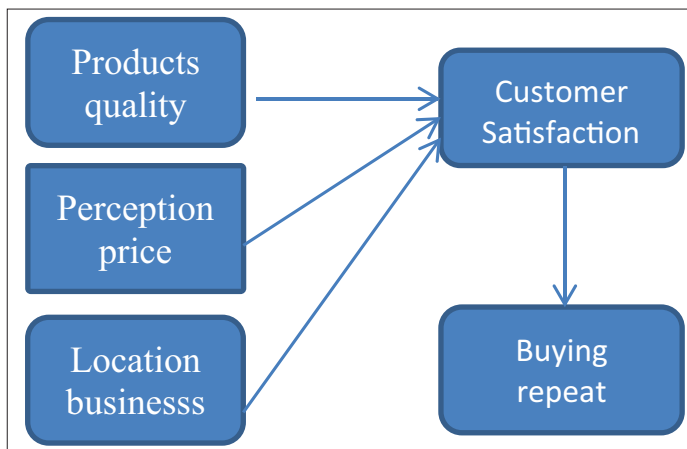 Products
quality
Customer
Satisfaction
Perception
price
Location
businesss
Buying
repeat